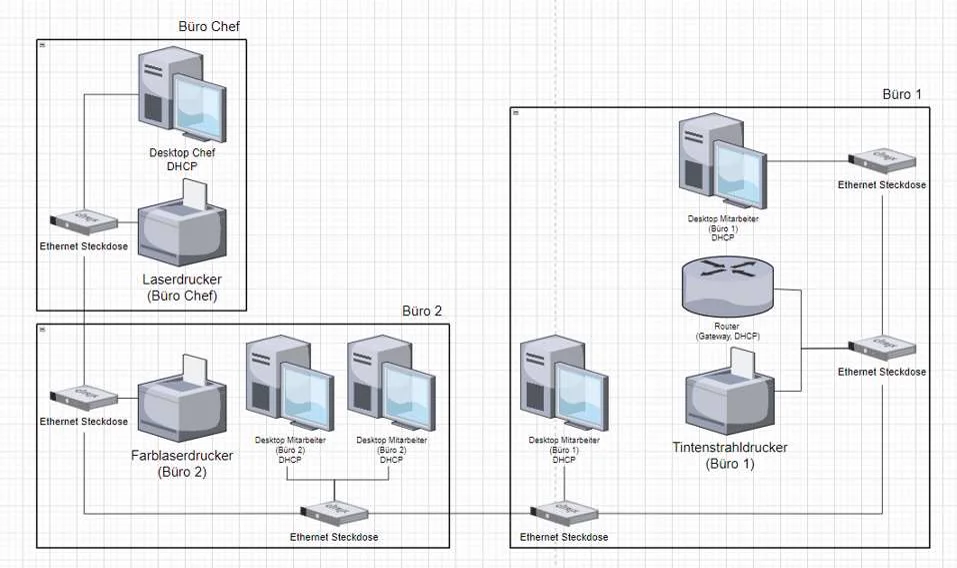 Büro Chef
Desktop Chef
DHCP
Ethernet Steckdose
Laserdrucker
(Büro Chef)
Büro 2
Ethernet Steckdose
Farblaserdrucker
(Büro 2)
Desktop Mitarbeiter
(Büro 2)
DHCP
Desktop Mitarbeiter
(Büro 2)
DHCP
Ethernet Steckdose
Büro 1
Desktop Mitarbeiter
(Büro 1)
DHCP
Ethernet Steckdose
Router
(Gateway, DHCP)
Ethernet Steckdose
Tintenstrahldrucker
(Büro 1)
Desktop Mitarbeiter
(Büro 1)
DHCP
Ethernet Steckdose